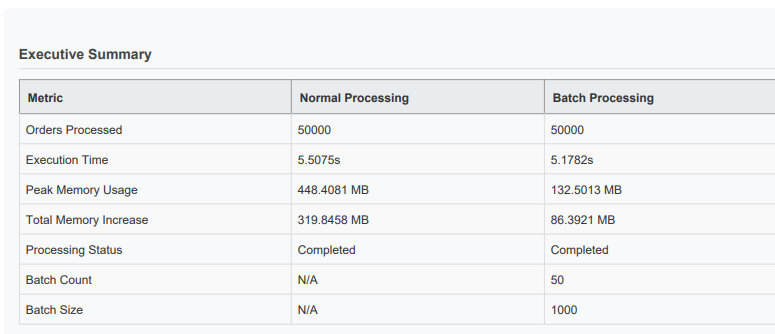 Executive Summary
Metric Normal Processing Batch Processing
Orders Processed 50000 50000
Execution Time 5.5075s 5.1782s
Peak Memory Usage 448.4081 MB 132.5013 MB
Total Memory Increase 319.8458 MB 86.3921 MB
Processing Status Completed Completed
Batch Count N/A 50
Batch Size N/A 1000